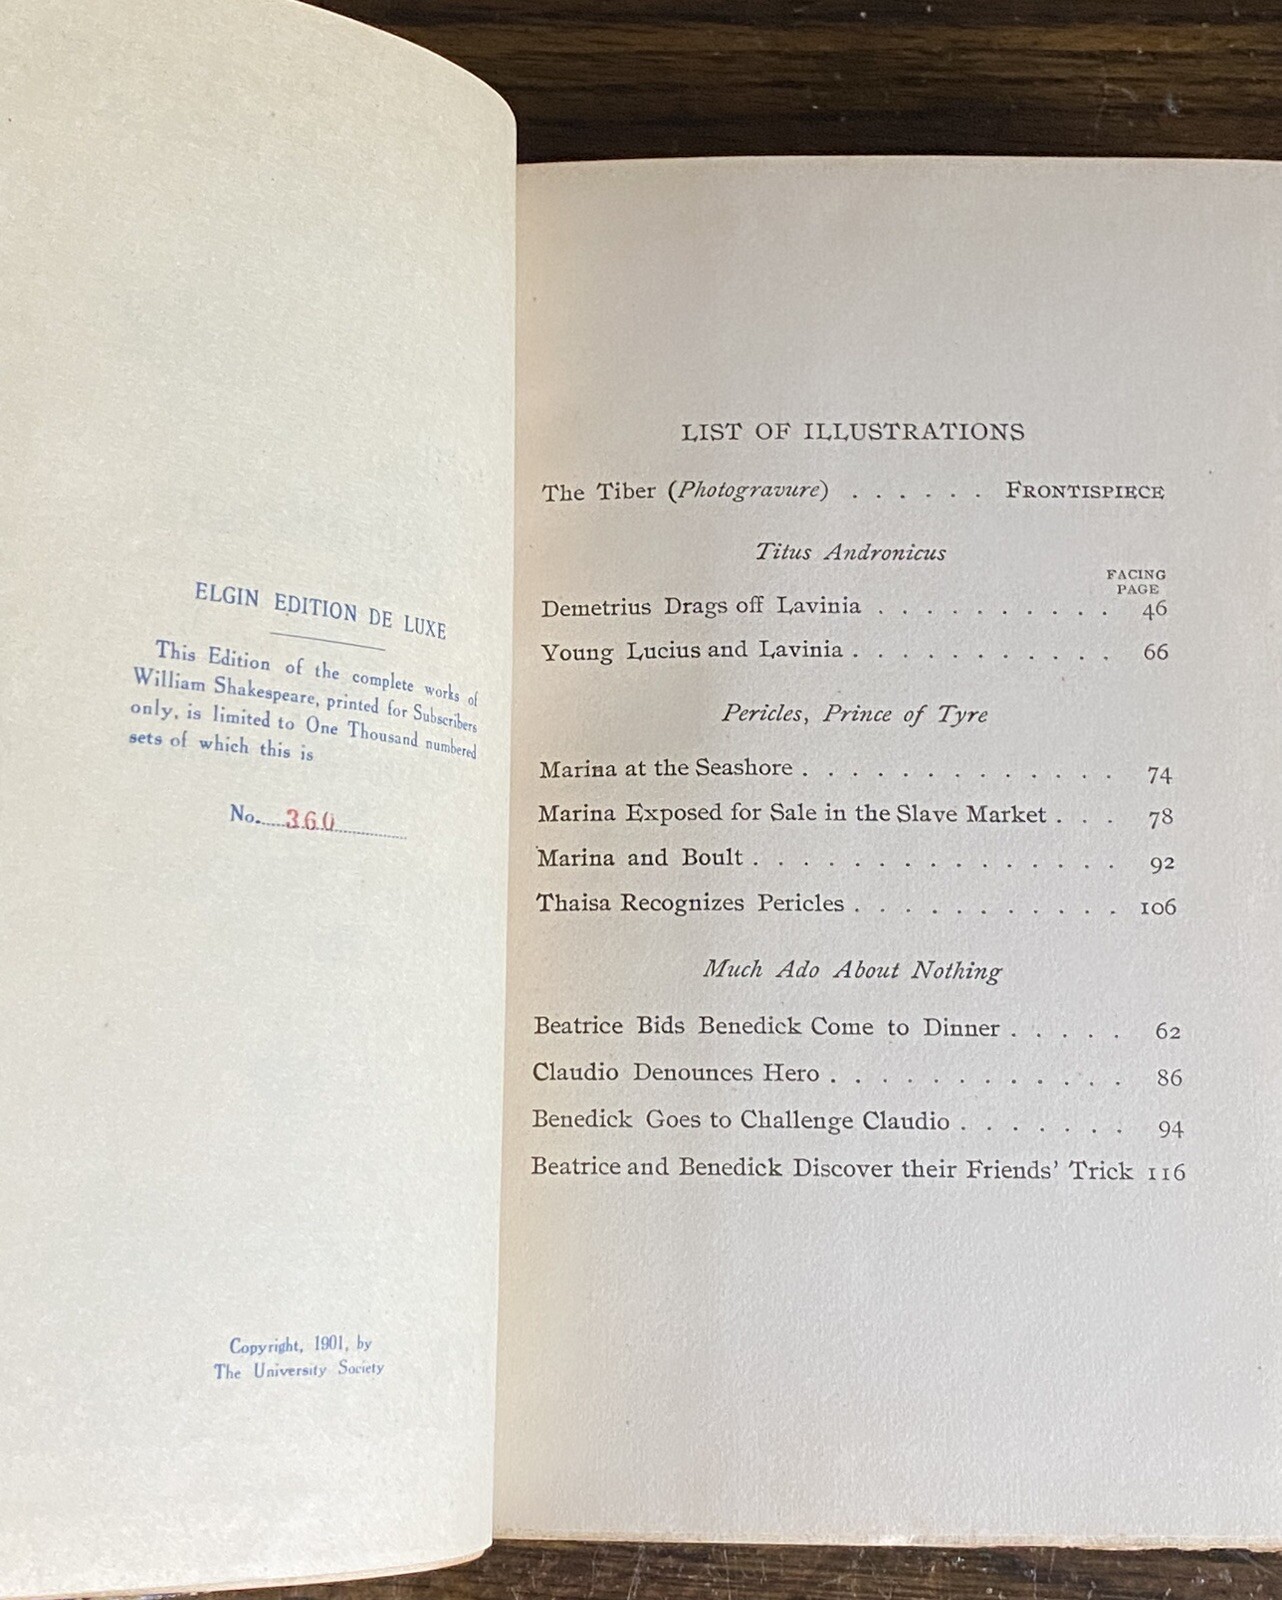 ELGIN EDITION DE LUXE
This Edition of the complete works of
William Shakespeare, printed for Subscribers
only, is limited to One Thousand numbered
sets of which this is
No. 360
Copyright, 1901, by
The University Society
LIST OF ILLUSTRATIONS
The Tiber (Photogravure) . . . . . . FRONTISPIECE
Titus Andronicus
FACING
PAGE
Demetrius Drags off Lavinia . . . . . . . . . . 46
Young Lucius and Lavinia . . . . . . . . . . . 66
Pericles, Prince of Tyre
Marina at the Seashore . . . . . . . . . . . . . 74
Marina Exposed for Sale in the Slave Market . . . 78
Marina and Boult . . . . . . . . . . . . . . . 92
Thaisa Recognizes Pericles . . . . . . . . . . . 106
Much Ado About Nothing
Beatrice Bids Benedick Come to Dinner . . . . . 62
Claudio Denounces Hero . . . . . . . . . . . . 86
Benedick Goes to Challenge Claudio . . . . . . . 94
Beatrice and Benedick Discover their Friends' Trick 116